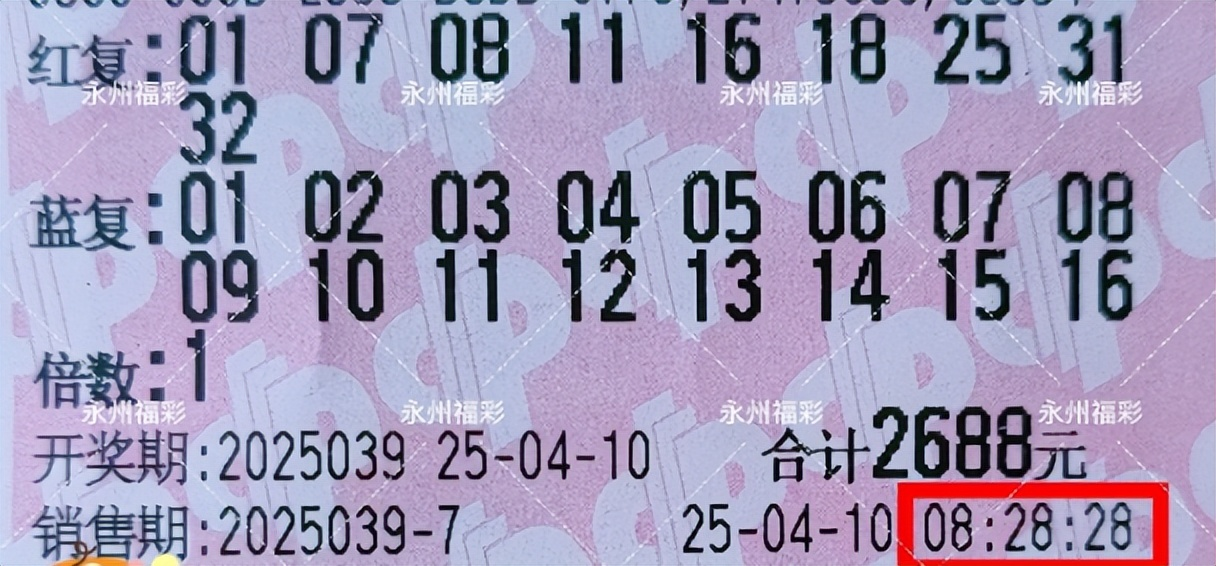 红复:01 07 08 11 16 18 25 31
永州福彩 永州福彩 永州福彩 永州福彩
32
蓝复:01 02 03 04 05 06 07 08
09 10 11 12 13 14 15 16
倍数:1
永州福彩 永州福彩 永州福彩 永州福彩
开奖期:2025039 25-04-10 合计2688元
销售期:2025039-7 25-04-10 08:28:28